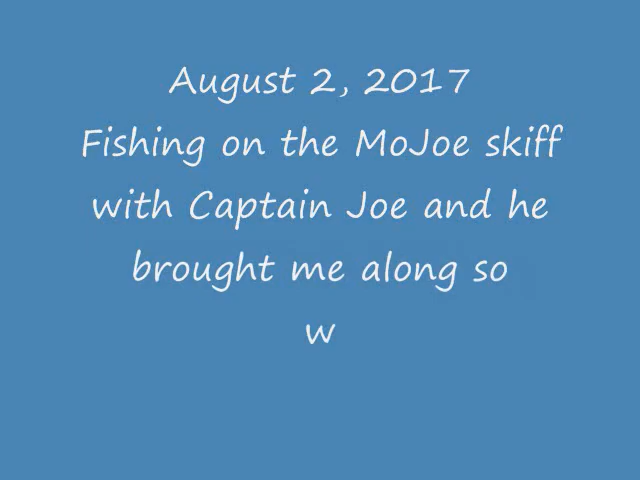 August 2, 2017
Fishing on the MoJoe skiff
with Captain Joe and he
brought me along so
w